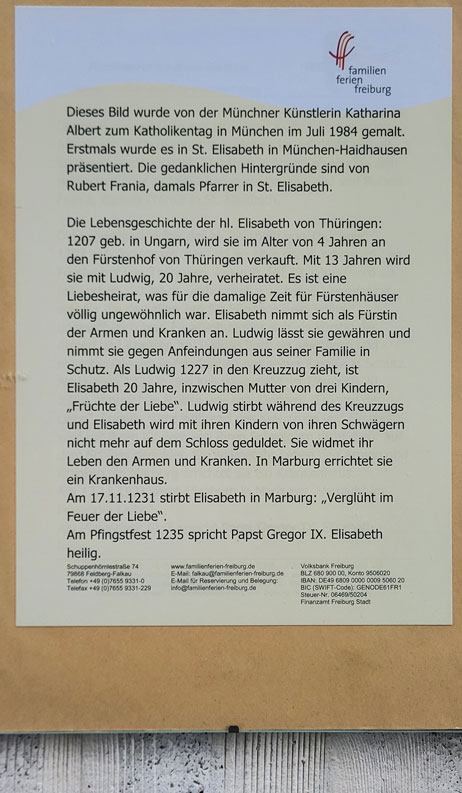 familien
ferien
freiburg
Dieses Bild wurde von der Münchner Künstlerin Katharina
Albert zum Katholikentag in München im Juli 1984 gemalt.
Erstmals wurde es in St. Elisabeth in München-Haidhausen
präsentiert. Die gedanklichen Hintergründe sind von
Rubert Frania, damals Pfarrer in St. Elisabeth.
Die Lebensgeschichte der hl. Elisabeth von Thüringen:
1207 geb. in Ungarn, wird sie im Alter von 4 Jahren an
den Fürstenhof von Thüringen verkauft. Mit 13 Jahren wird
sie mit Ludwig, 20 Jahre, verheiratet. Es ist eine
Liebesheirat, was für die damalige Zeit für Fürstenhäuser
völlig ungewöhnlich war. Elisabeth nimmt sich als Fürstin
der Armen und Kranken an. Ludwig lässt sie gewähren und
nimmt sie gegen Anfeindungen aus seiner Familie in
Schutz. Als Ludwig 1227 in den Kreuzzug zieht, ist
Elisabeth 20 Jahre, inzwischen Mutter von drei Kindern,
„Früchte der Liebe“. Ludwig stirbt während des Kreuzzugs
und Elisabeth wird mit ihren Kindern von ihren Schwägern
nicht mehr auf dem Schloss geduldet. Sie widmet ihr
Leben den Armen und Kranken. In Marburg errichtet sie
ein Krankenhaus.
Am 17.11.1231 stirbt Elisabeth in Marburg: „Verglüht im
Feuer der Liebe“.
Am Pfingstfest 1235 spricht Papst Gregor IX. Elisabeth
heilig.
Schuppenhörnlestraße 74
79868 Feldberg-Falkau
Telefon +49 (0)7655 9331-0
Telefax +49 (0)7655 9331-229
www.familienferien-freiburg.de
E-Mail: falkau@familienferien-freiburg.de
E-Mail für Reservierung und Belegung:
info@familienferien-freiburg.de
Volksbank Freiburg
BLZ 680 900 00, Konto 9506020
IBAN: DE49 6809 0000 0009 5060 20
BIC (SWIFT-Code): GENODE61FR1
Steuer-Nr. 06469/50204
Finanzamt Freiburg Stadt